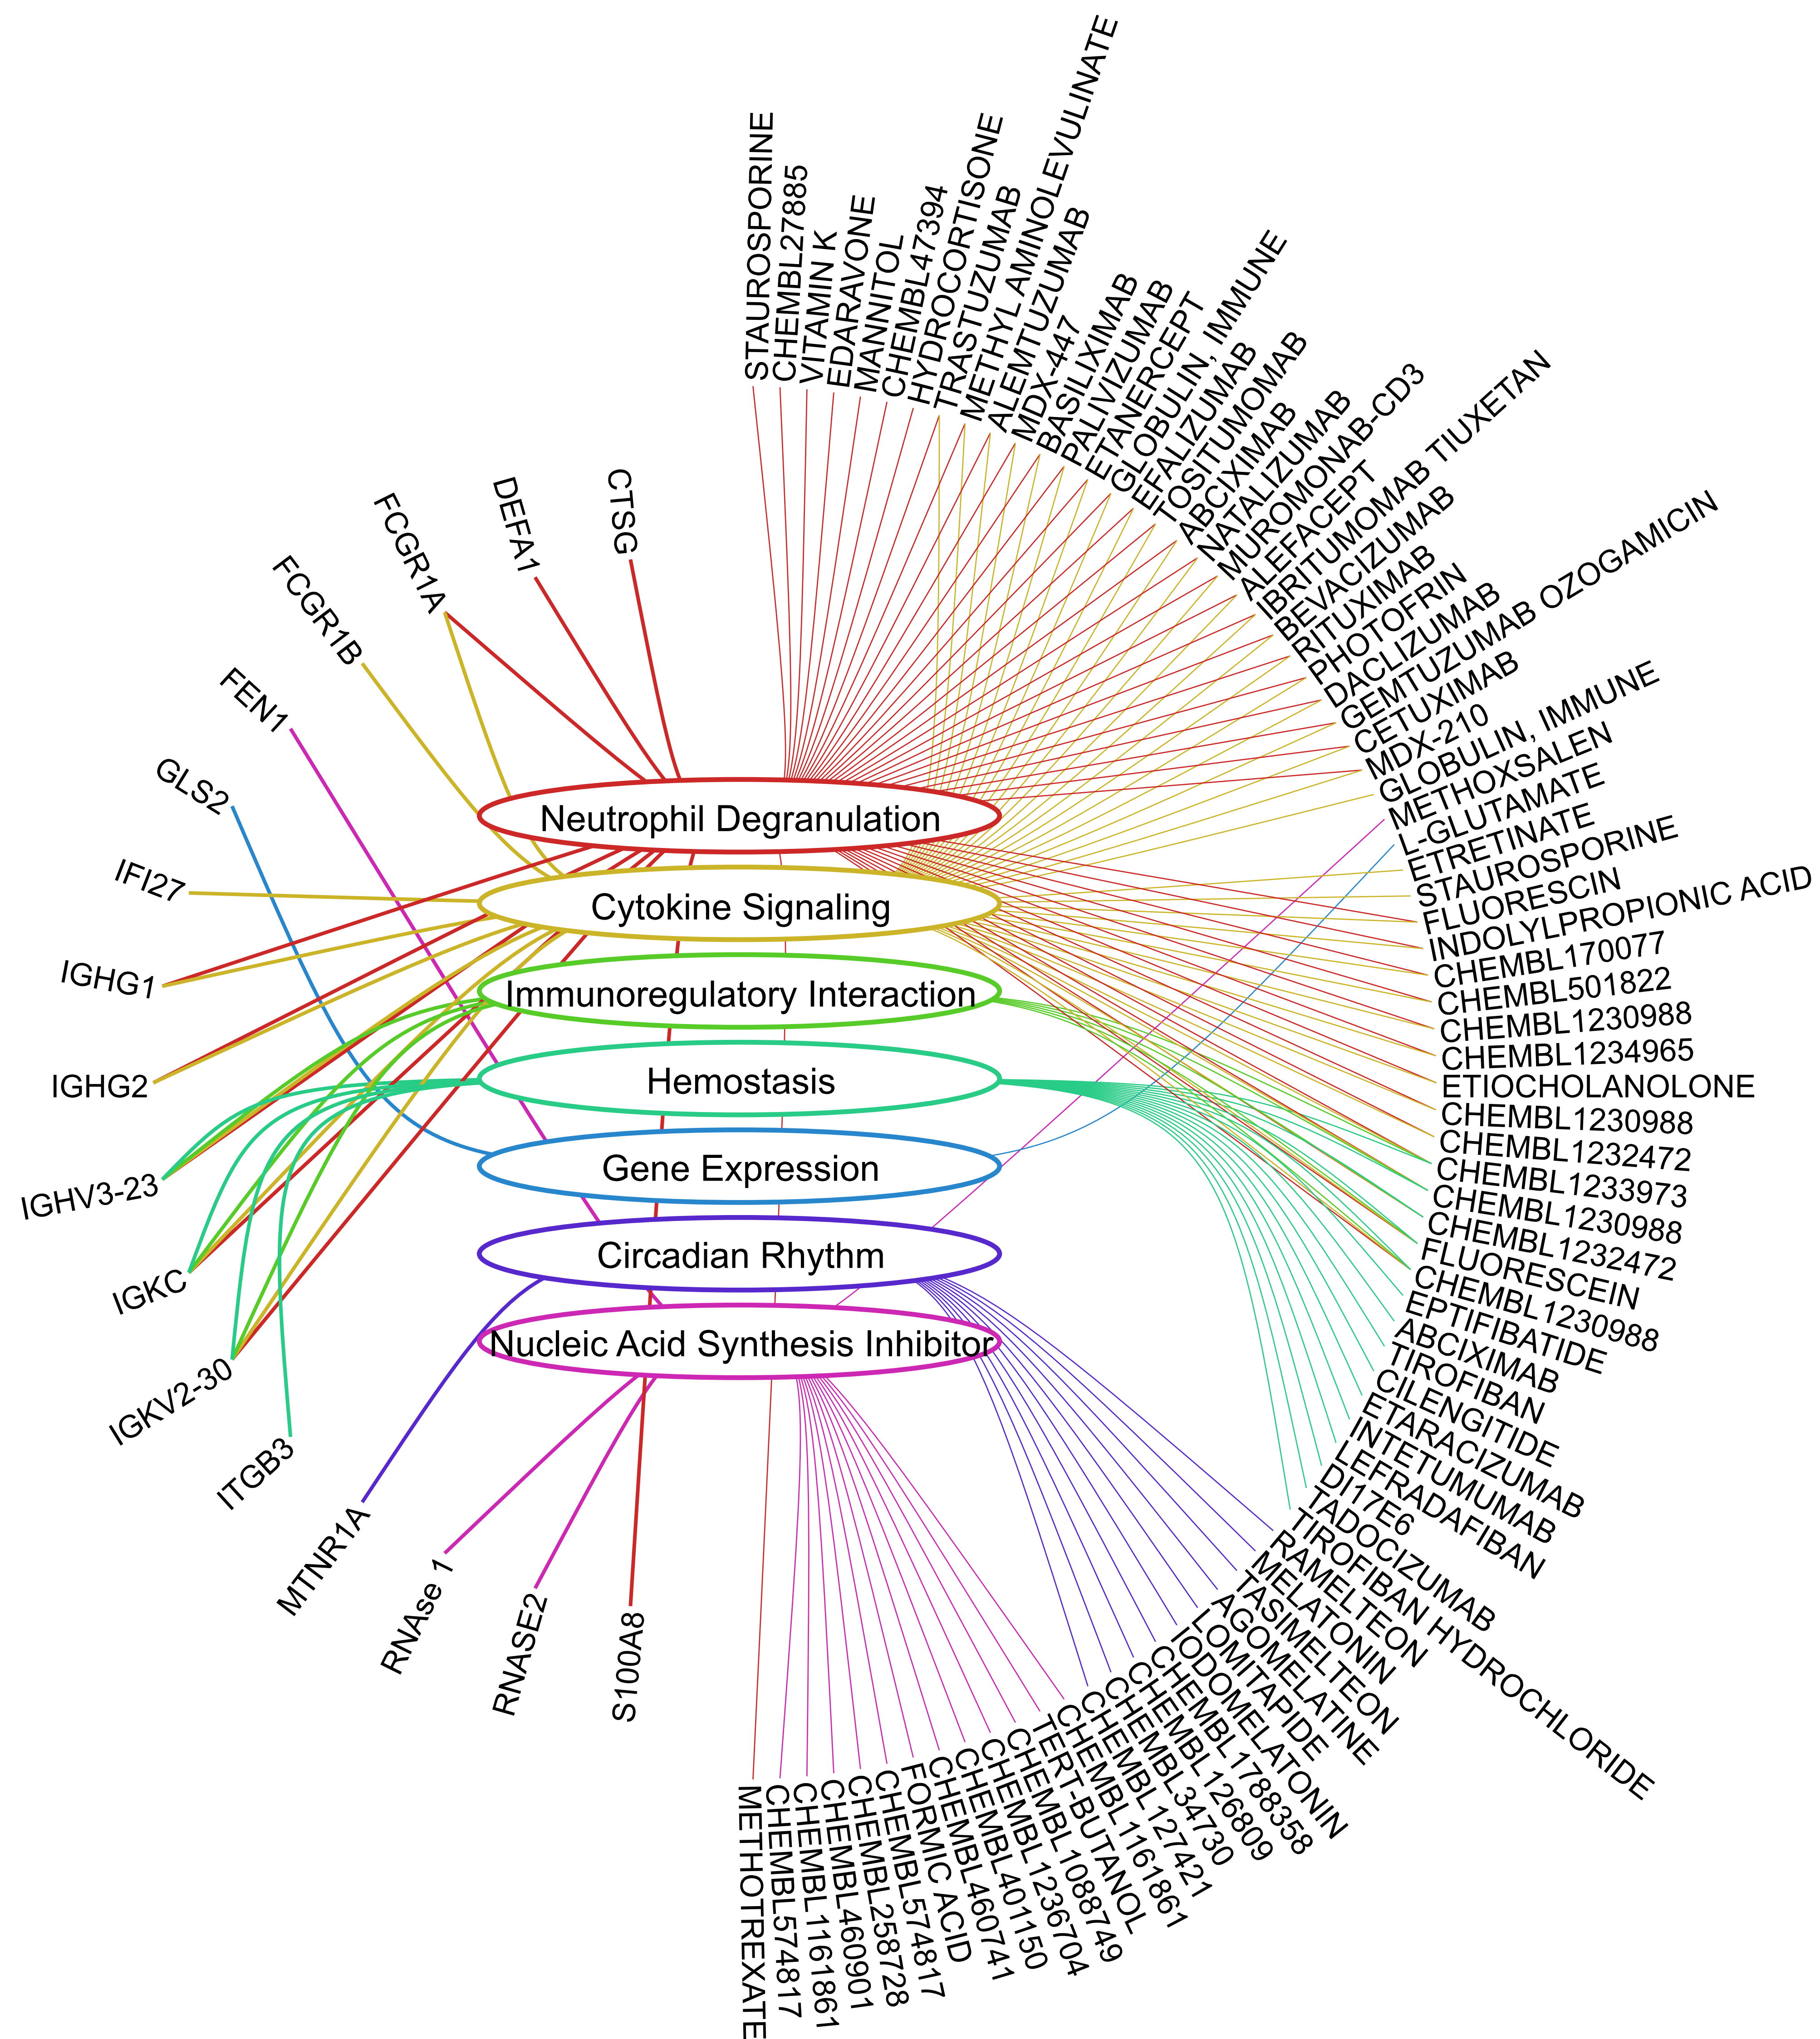 CTSG
DEFA1
FCGR1A
FCGR1B
FEN1
GLS2
IFI27
IGHG1
IGHG2
IGHV3-23
IGKC
IGKV2-30
ITGB3
MTNR1A
RNAse 1
RNASE2
S100A8
Neutrophil Degranulation
Cytokine Signaling
Immunoregulatory Interaction
Hemostasis
Gene Expression
Circadian Rhythm
Nucleic Acid Synthesis Inhibitor
STAUROSPORINE
CHEMBL27885
VITAMIN K
EDARAVONE
MANNITOL
CHEMBL47394
HYDROCORTISONE
TRASTUZUMAB
METHYL AMINOLEVULINATE
ALEMTUZUMAB
MDX-447
BASILIXIMAB
PALIVIZUMAB
ETANERCEPT
GLOBULIN, IMMUNE
EFALIZUMAB
TOSITUMOMAB
ABCIXIMAB
NATALIZUMAB
MUROMONAB-CD3
ALEFACEPT
IBRITUMOMAB TIUXETAN
BEVACIZUMAB
RITUXIMAB
PHOTOFRIN
DACLIZUMAB
GEMTUZUMAB OZOGAMICIN
CETUXIMAB
MDX-210
GLOBULIN, IMMUNE
METHOXSALEN
L-GLUTAMATE
ETRETINATE
STAUROSPORINE
FLUORESCIN
INDOLYLPROPIONIC ACID
CHEMBL170077
CHEMBL501822
CHEMBL1230988
CHEMBL1234965
ETIOCHOLANOLONE
CHEMBL1230988
CHEMBL1232472
CHEMBL1233973
CHEMBL1230988
CHEMBL1232472
FLUORESCEIN
CHEMBL1230988
EPTIFIBATIDE
ABCIXIMAB
TIROFIBAN
CILENGITIDE
ETARACIZUMAB
INTETUMUMAB
LEFRADAFIBAN
DI17E6
TADOCIZUMAB
TIROFIBAN HYDROCHLORIDE
RAMELTEON
MELATONIN
TASIMELTEON
AGOMELATINE
LOMITAPIDE
IODOMELATONIN
CHEMBL1788358
CHEMBL126809
CHEMBL34730
CHEMBL127421
CHEMBL1161861
TERT-BUTANOL
CHEMBL1088749
CHEMBL1236704
CHEMBL401150
CHEMBL460741
FORMIC ACID
CHEMBL574817
CHEMBL258728
CHEMBL460901
CHEMBL1161861
CHEMBL574817
METHOTREXATE